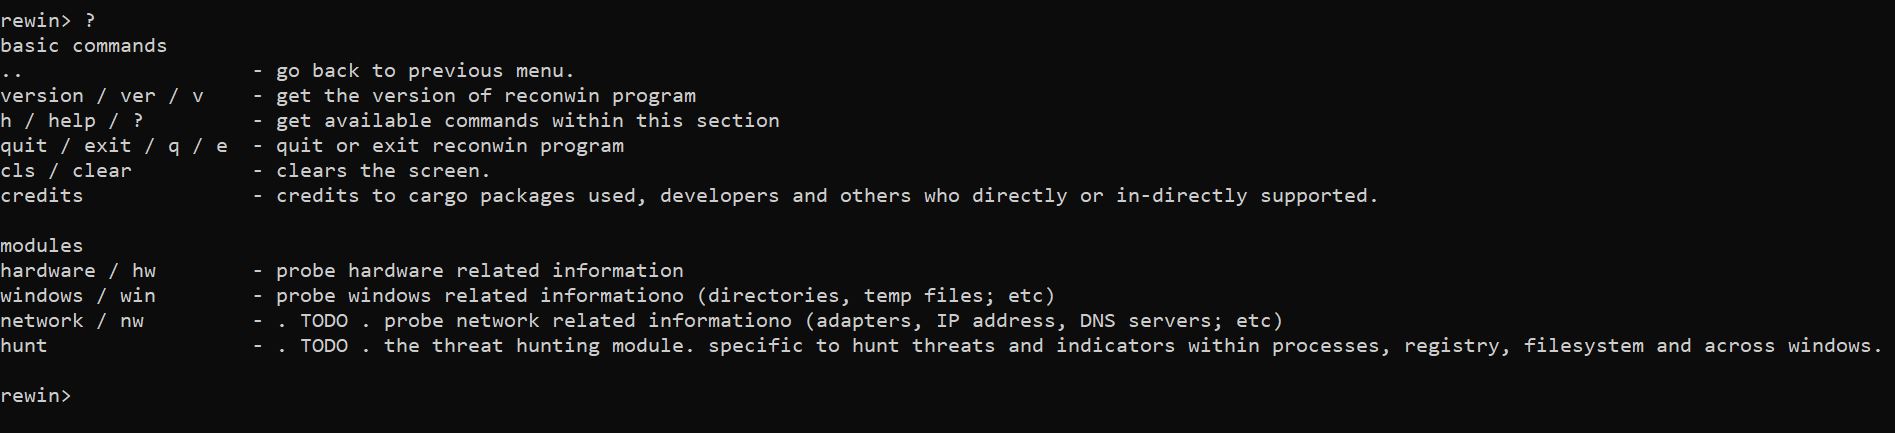 rewin> ?
basic commands
..                   - go back to previous menu.
version / ver / v    - get the version of reconwin program
h / help / ?         - get available commands within this section
quit / exit / q / e  - quit or exit reconwin program
cls / clear          - clears the screen.
credits              - credits to cargo packages used, developers and others who directly or in-directly supported.

modules
hardware / hw        - probe hardware related information
windows / win        - probe windows related informationo (directories, temp files; etc)
network / nw         - . TODO . probe network related informationo (adapters, IP address, DNS servers; etc)
hunt                 - . TODO . the threat hunting module. specific to hunt threats and indicators within processes, registry, filesystem and across windows.

rewin>